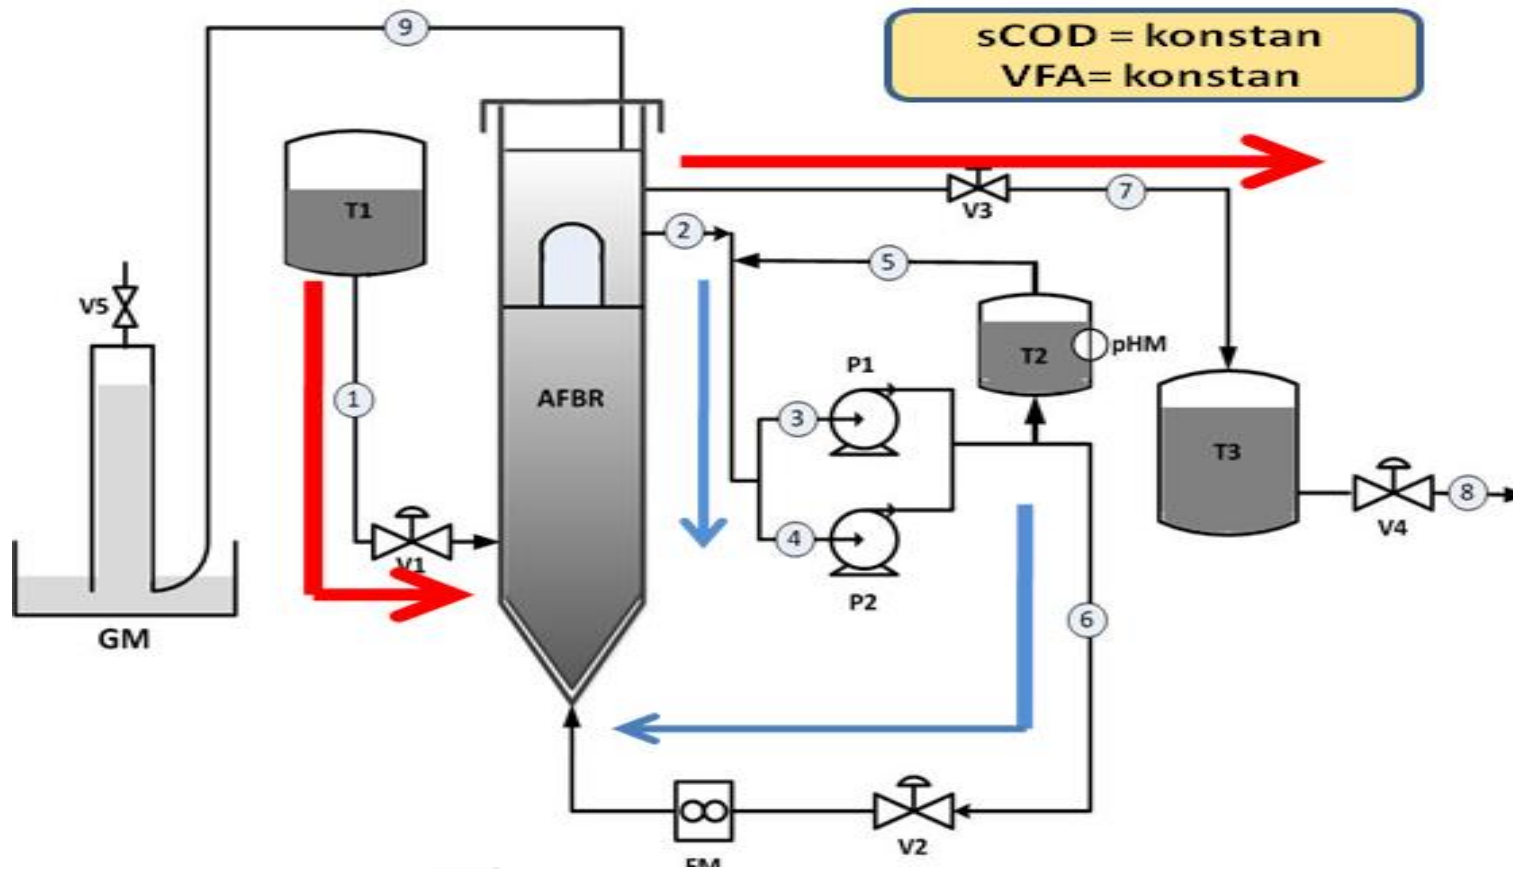 9
sCOD = konstan
VFA= konstan
T1
V3
7
2
5
V5
T2
pHM
P1
1
AFBR
3
T3
4
V1
8
V4
P2
6
GM
V2
FM